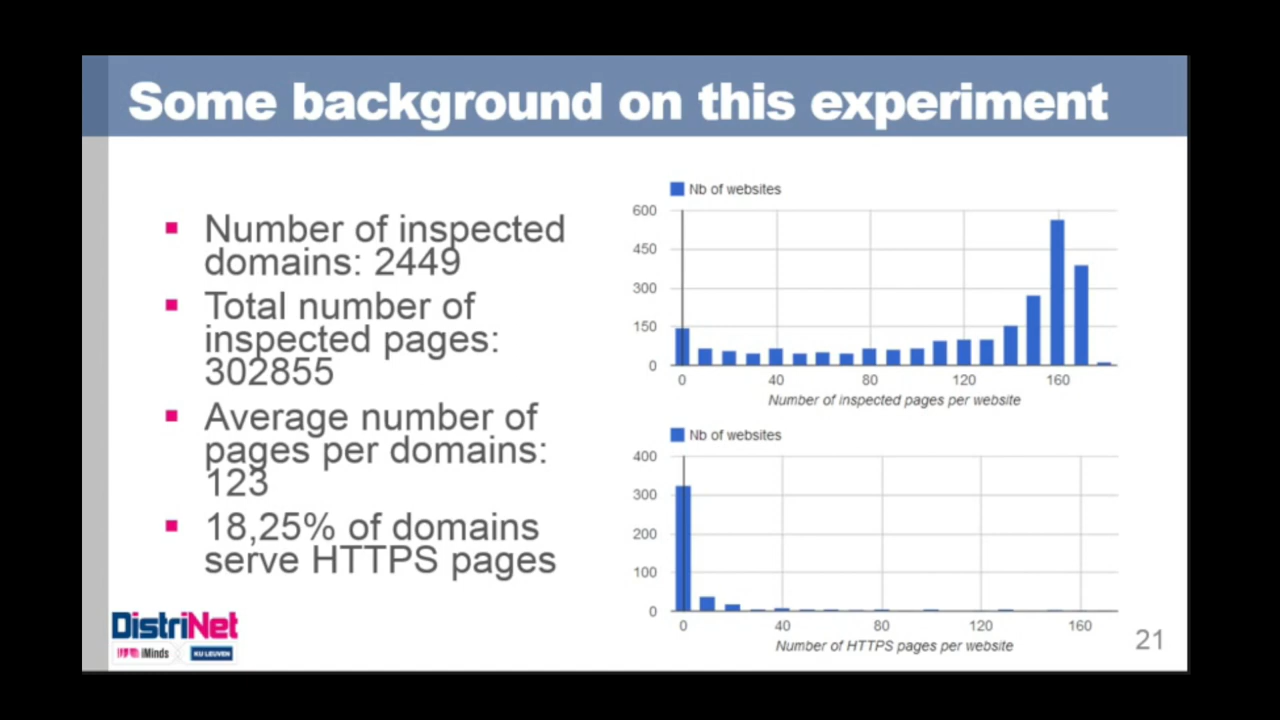 Some background on this experiment
Number of inspected
domains: 2449
Total number of
inspected pages:
302855
Average number of
pages per domains:
123
18,25% of domains
serve HTTPS pages
Nb of websites
600
450
300
150
0
0 40 80 120 160
Number of inspected pages per website
Nb of websites
400
300
200
100
0
0 40 80 120 160
Number of HTTPS pages per website
DistriNet
iMinds KU LEUVEN
21